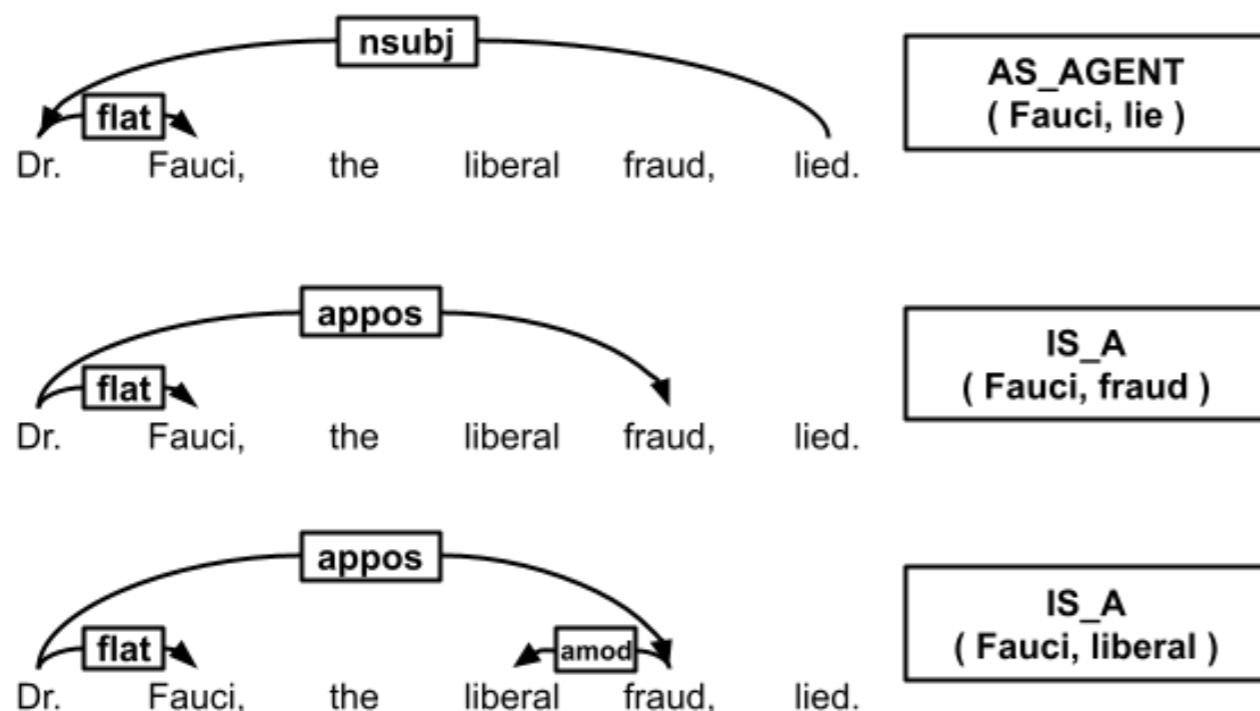 nsubj
flat
Dr. Fauci, the liberal fraud, lied.
AS_AGENT
( Fauci, lie )
appos
flat
Dr. Fauci, the liberal fraud, lied.
IS_A
( Fauci, fraud )
appos
flat
amod
Dr. Fauci, the liberal fraud, lied.
IS_A
( Fauci, liberal )